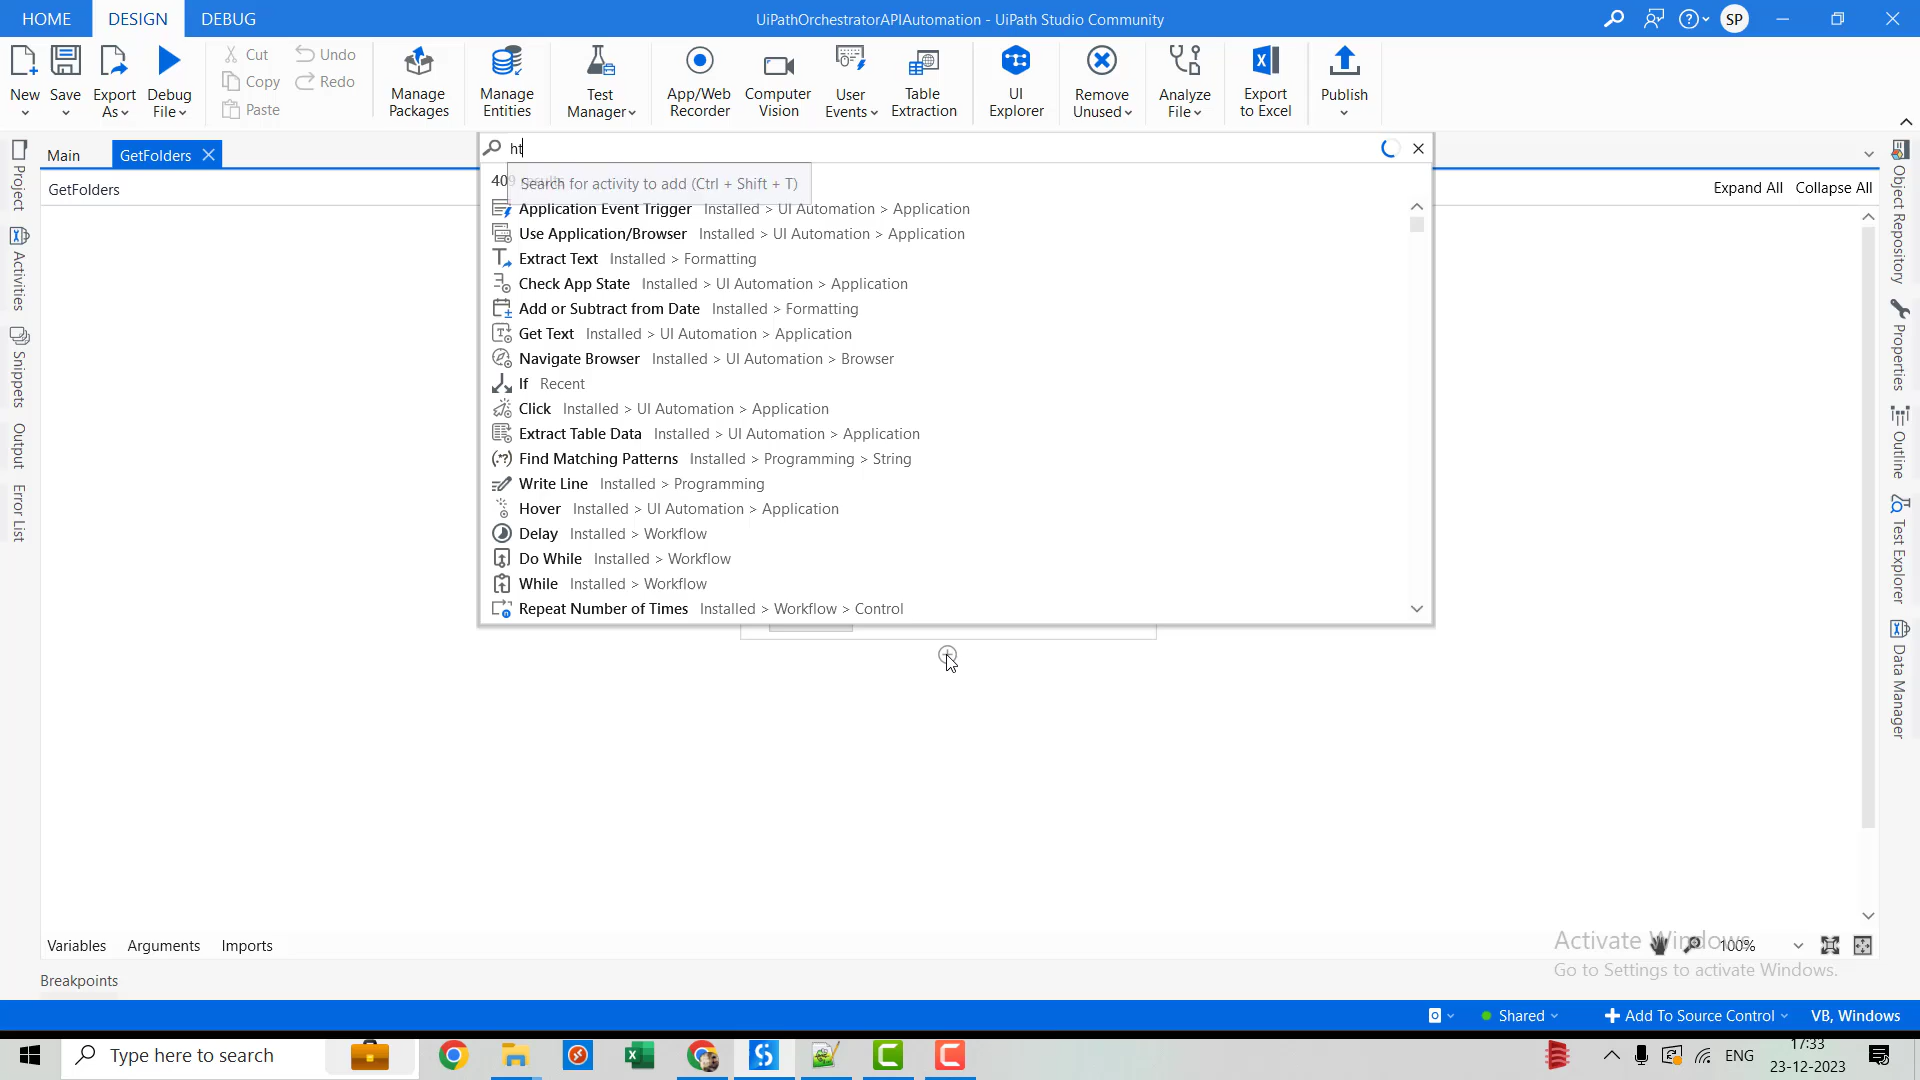 HOME DESIGN DEBUG UiPathOrchestratorAPIAutomation - UiPath Studio Community SP
New Save Export As Debug File
Cut Copy Paste
Undo Redo
Manage Packages
Manage Entities
Test Manager
App/Web Recorder
Computer Vision
User Events
Table Extraction
UI Explorer
Remove Unused
Analyze File
Export to Excel
Publish
Main GetFolders
ht
GetFolders
Search for activity to add (Ctrl + Shift + T)
Expand All Collapse All
Application Event Trigger Installed > UI Automation > Application
Use Application/Browser Installed > UI Automation > Application
Extract Text Installed > Formatting
Check App State Installed > UI Automation > Application
Add or Subtract from Date Installed > Formatting
Get Text Installed > UI Automation > Application
Navigate Browser Installed > UI Automation > Browser
If Recent
Click Installed > UI Automation > Application
Extract Table Data Installed > UI Automation > Application
Find Matching Patterns Installed > Programming > String
Write Line Installed > Programming
Hover Installed > UI Automation > Application
Delay Installed > Workflow
Do While Installed > Workflow
While Installed > Workflow
Repeat Number of Times Installed > Workflow > Control
Project
Activities
Snippets
Output
Error List
Object Repository
Properties
Outline
Test Explorer
Data Manager
Variables Arguments Imports
100%
Activate Windows
Go to Settings to activate Windows.
Breakpoints
Shared Add To Source Control VB, Windows
Type here to search
ENG
17:33
23-12-2023